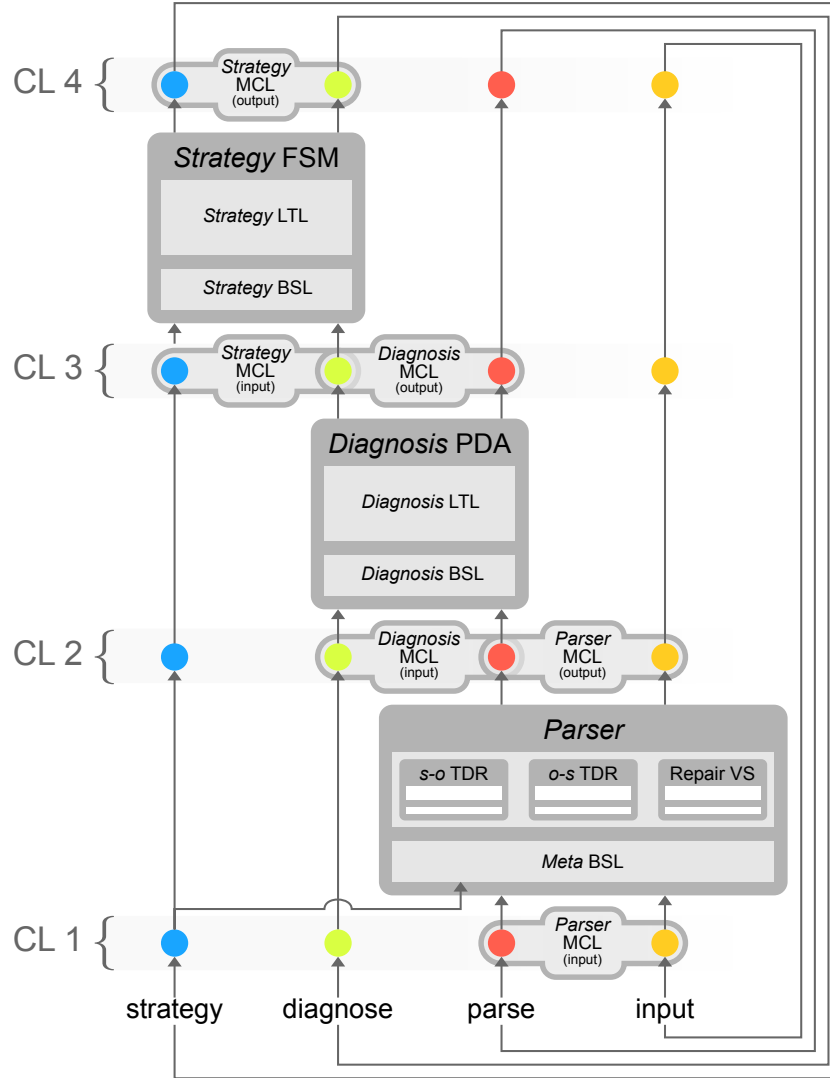 CL 4
Strategy
MCL
(output)
Strategy FSM
Strategy LTL
Strategy BSL
CL 3
Strategy
MCL
(input)
Diagnosis
MCL
(output)
Diagnosis PDA
Diagnosis LTL
Diagnosis BSL
CL 2
Diagnosis
MCL
(input)
Parser
MCL
(output)
Parser
s-o TDR
o-s TDR
Repair VS
Meta BSL
CL 1
Parser
MCL
(input)
strategy
diagnose
parse
input